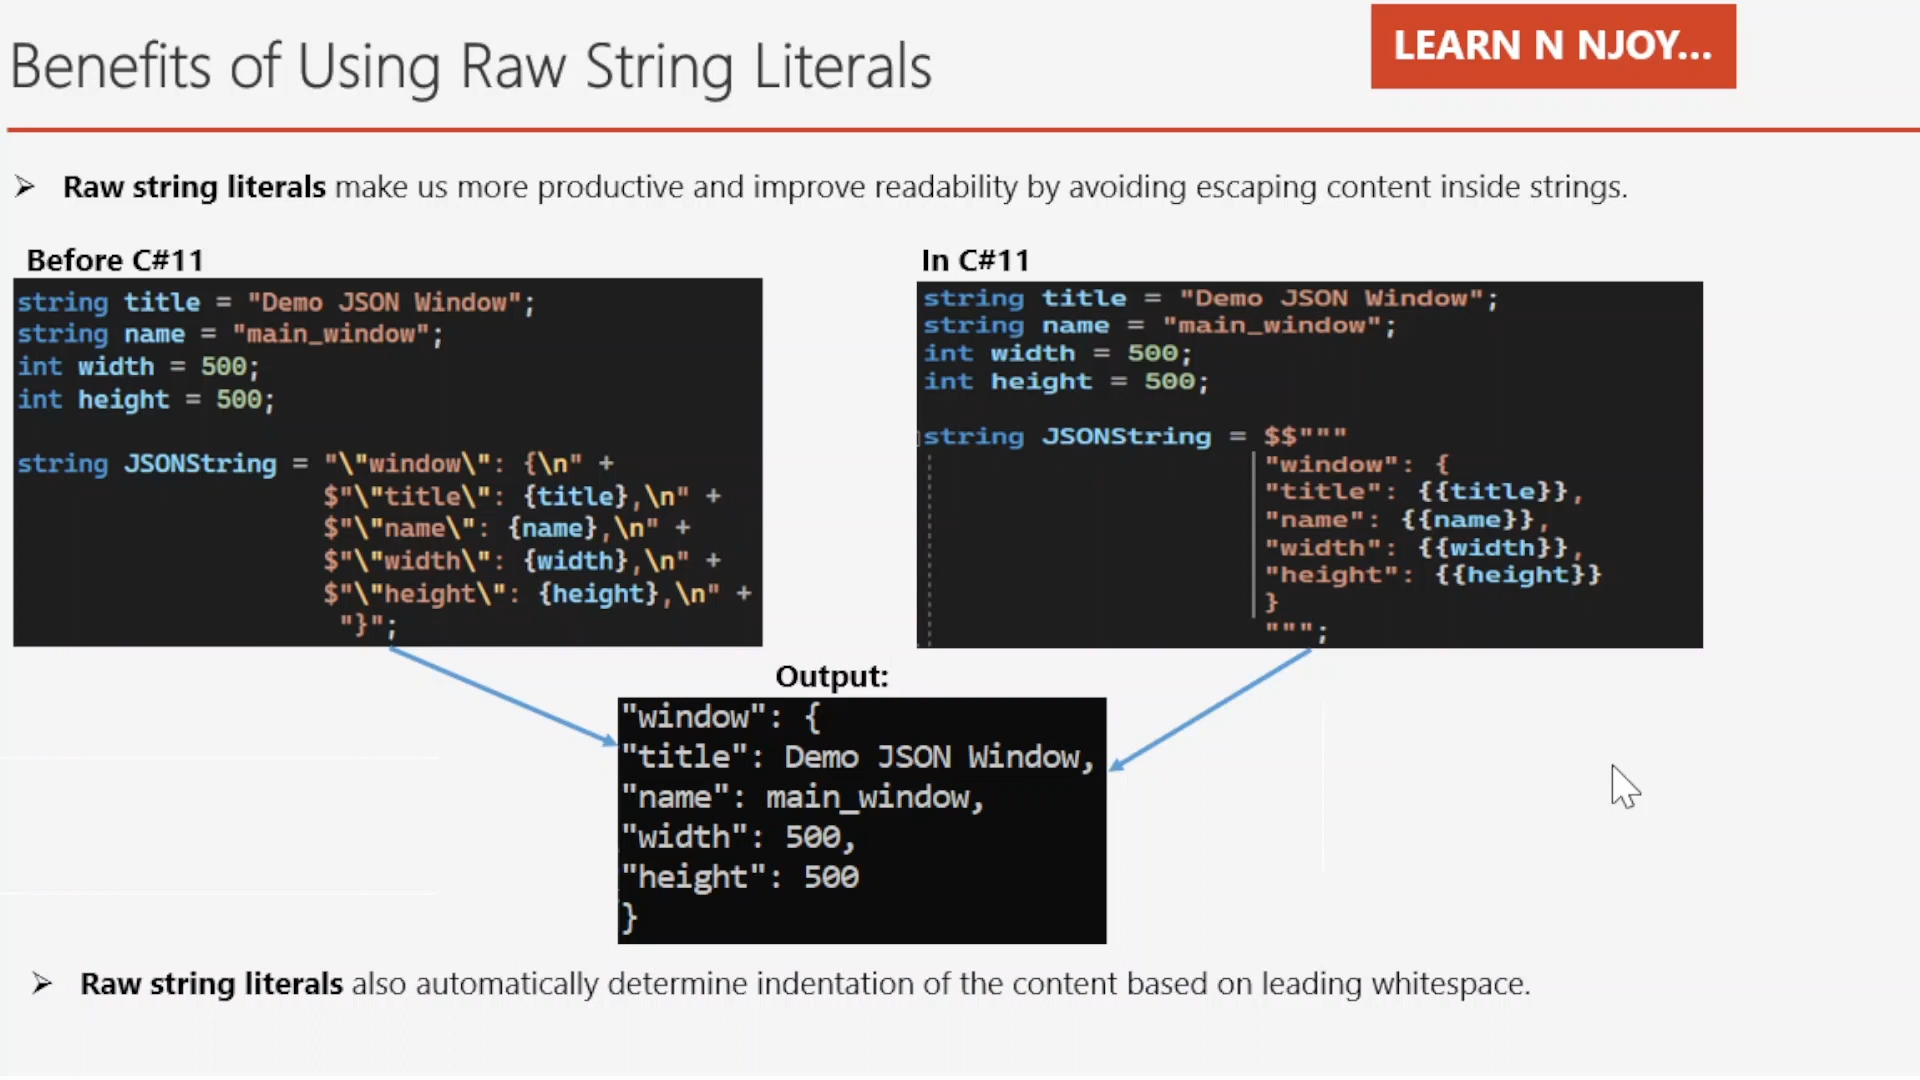 Benefits of Using Raw String Literals
LEARN N NJOY...
➢ Raw string literals make us more productive and improve readability by avoiding escaping content inside strings.
Before C#11
string title = "Demo JSON Window";
string name = "main_window";
int width = 500;
int height = 500;
string JSONString = "\"window\": {\n" +
$"\"title\": {title},\n" +
$"\"name\": {name},\n" +
$"\"width\": {width},\n" +
$"\"height\": {height},\n" +
"}";
In C#11
string title = "Demo JSON Window";
string name = "main_window";
int width = 500;
int height = 500;
string JSONString = $$"""
"window": {
"title": {{title}},
"name": {{name}},
"width": {{width}},
"height": {{height}}
}
""";
Output:
"window": {
"title": Demo JSON Window,
"name": main_window,
"width": 500,
"height": 500
}
➢ Raw string literals also automatically determine indentation of the content based on leading whitespace.